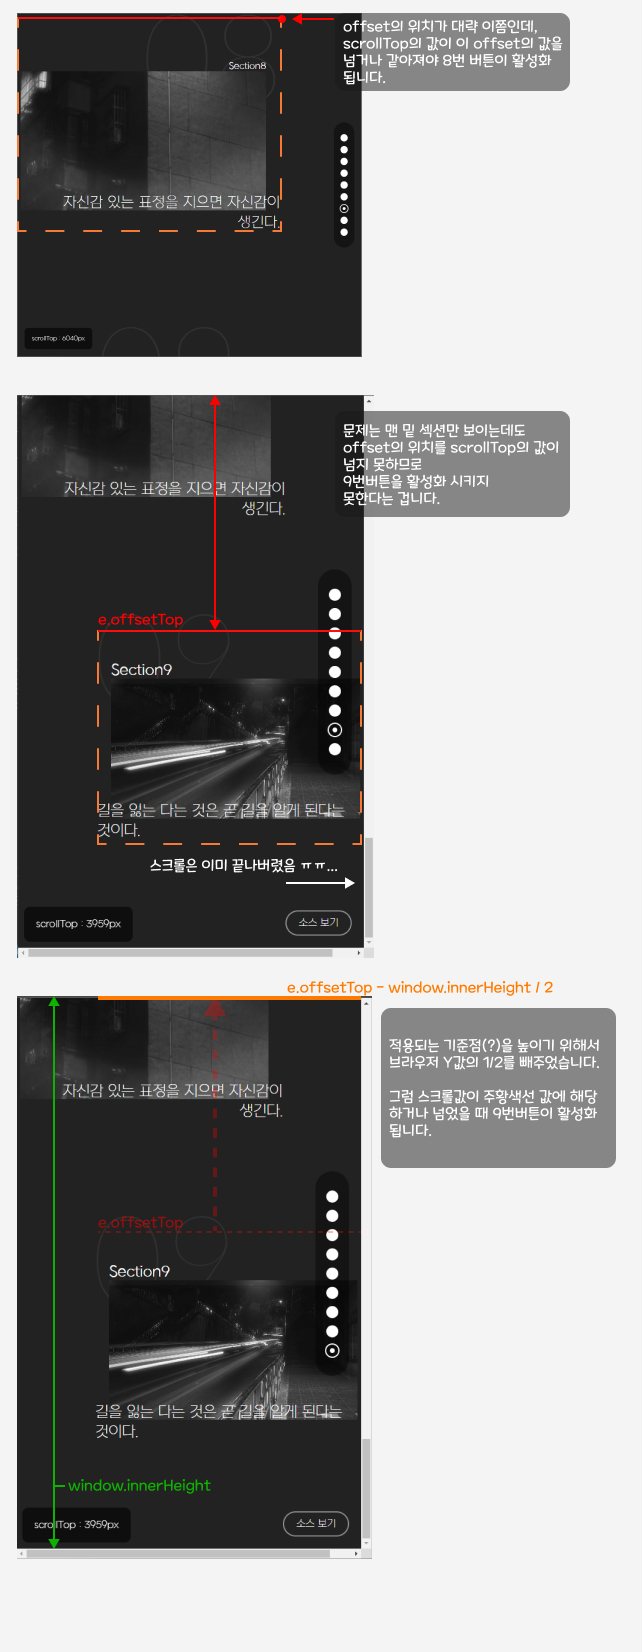 offset의 위치가 대략 이쯤인데,
scrollTop의 값이 이 offset의 값을
넘거나 같아져야 8번 버튼이 활성화
됩니다.
Section8
자신감 있는 표정을 지으면 자신감이
생긴다.
scrollTop : 6040px
문제는 맨 밑 섹션만 보이는데도
offset의 위치를 scrollTop의 값이
넘지 못하므로
9번버튼을 활성화 시키지
못한다는 겁니다.
자신감 있는 표정을 지으면 자신감이
생긴다.
e.offsetTop
Section9
길을 잃는 다는 것은 곧 길을 알게 된다는
것이다.
스크롤은 이미 끝나버렸음 ㅠㅠ...
scrollTop : 3959px
소스 보기
e.offsetTop - window.innerHeight / 2
적용되는 기준점(?)을 높이기 위해서
브라우저 Y값의 1/2를 빼주었습니다.
그럼 스크롤값이 주황색선 값에 해당
하거나 넘었을 때 9번버튼이 활성화
됩니다.
자신감 있는 표정을 지으면 자신감이
생긴다.
e.offsetTop
Section9
길을 잃는 다는 것은 곧 길을 알게 된다는
것이다.
window.innerHeight
scrollTop : 3959px
소스 보기